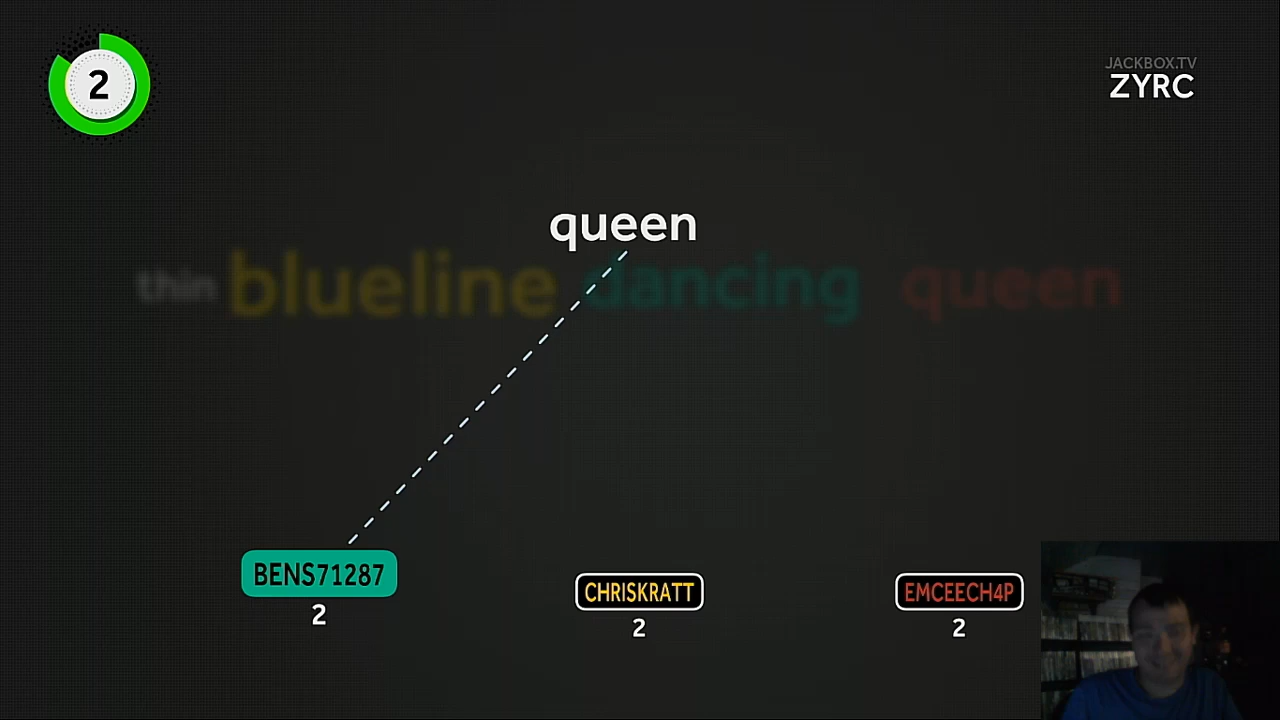 2
JACKBOX.TV
ZYRC
queen
thin blueline dancing queen
BENS71287
2
CHRISKRATT
2
EMCEECH4P
2